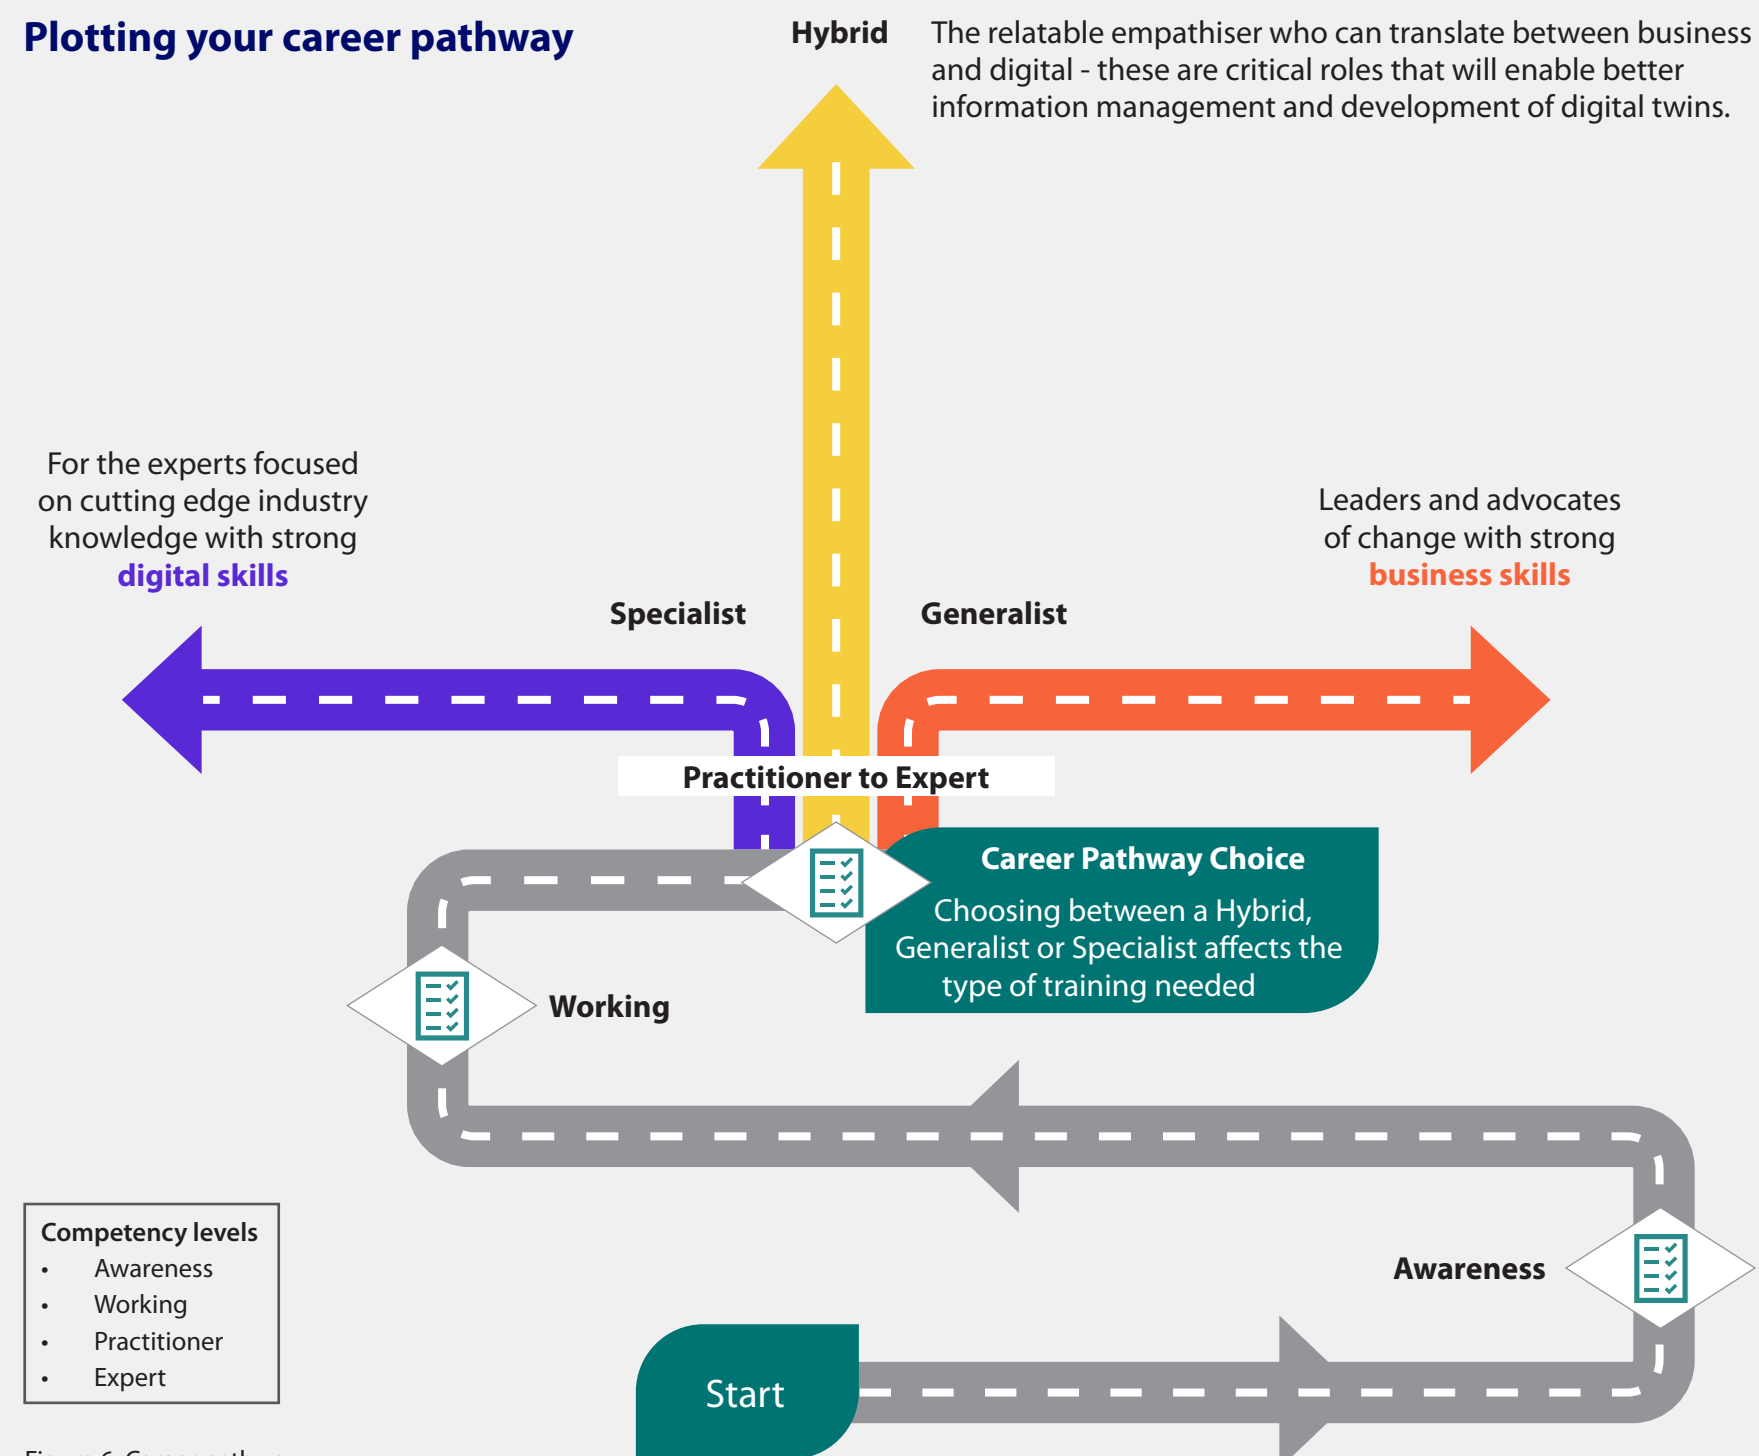 Plotting your career pathway
Hybrid
The relatable empathiser who can translate between business
and digital - these are critical roles that will enable better
information management and development of digital twins.
For the experts focused
on cutting edge industry
knowledge with strong
digital skills
Leaders and advocates
of change with strong
business skills
Specialist
Generalist
Practitioner to Expert
Career Pathway Choice
Choosing between a Hybrid,
Generalist or Specialist affects the
type of training needed
Working
Competency levels
• Awareness
• Working
• Practitioner
• Expert
Awareness
Start